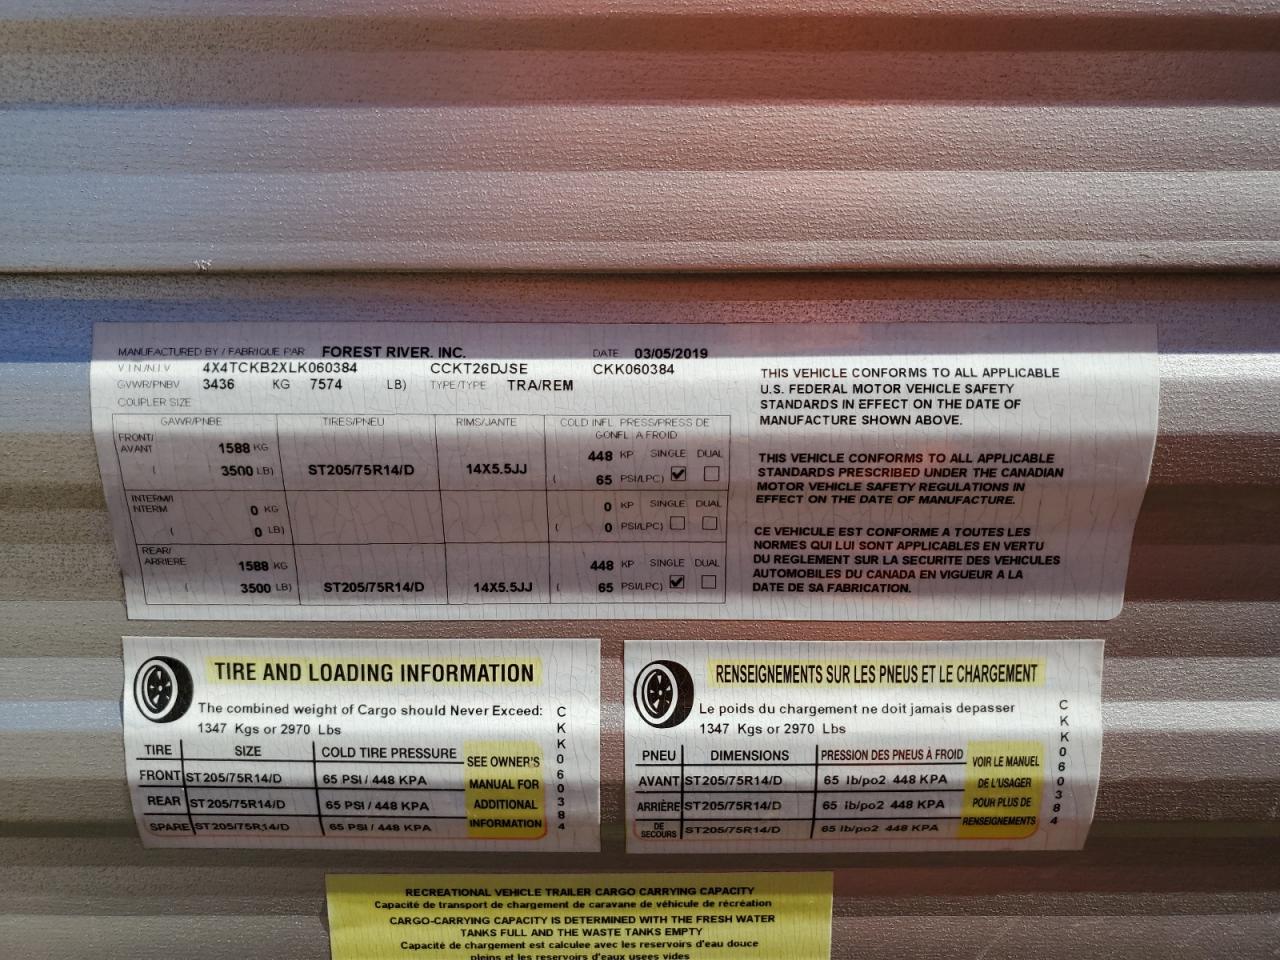 MANUFACTURED BY / FABRIQUE PAR FOREST RIVER. INC. DATE 03/05/2019
V I N/N I V 4X4TCKB2XLK060384 CCKT26DJSE CKK060384
GVWR/PNBV 3436 KG 7574 LB) TYPE/TYPE TRA/REM
COUPLER SIZE
GAWR/PNBE TIRES/PNEU RIMS/JANTE COLD INFL PRESS/PRESS DE
GONFL A FROID
FRONT/
AVANT 1588 KG 448 KP SINGLE DUAL
( 3500 LB) ST205/75R14/D 14X5.5JJ ( 65 PSI/LPC)
INTERM/I
NTERM 0 KG 0 KP SINGLE DUAL
( 0 LB) ( 0 PSI/LPC)
REAR/
ARRIERE 1588 KG 448 KP SINGLE DUAL
( 3500 LB) ST205/75R14/D 14X5.5JJ ( 65 PSI/LPC)
THIS VEHICLE CONFORMS TO ALL APPLICABLE
U.S. FEDERAL MOTOR VEHICLE SAFETY
STANDARDS IN EFFECT ON THE DATE OF
MANUFACTURE SHOWN ABOVE.
THIS VEHICLE CONFORMS TO ALL APPLICABLE
STANDARDS PRESCRIBED UNDER THE CANADIAN
MOTOR VEHICLE SAFETY REGULATIONS IN
EFFECT ON THE DATE OF MANUFACTURE.
CE VEHICULE EST CONFORME A TOUTES LES
NORMES QUI LUI SONT APPLICABLES EN VERTU
DU REGLEMENT SUR LA SECURITE DES VEHICULES
AUTOMOBILES DU CANADA EN VIGUEUR A LA
DATE DE SA FABRICATION.
TIRE AND LOADING INFORMATION
The combined weight of Cargo should Never Exceed:
1347 Kgs or 2970 Lbs
TIRE SIZE COLD TIRE PRESSURE
FRONT ST205/75R14/D 65 PSI / 448 KPA
REAR ST205/75R14/D 65 PSI / 448 KPA
SPARE ST205/75R14/D 65 PSI / 448 KPA
SEE OWNER'S
MANUAL FOR
ADDITIONAL
INFORMATION
CKK060384
RENSEIGNEMENTS SUR LES PNEUS ET LE CHARGEMENT
Le poids du chargement ne doit jamais depasser
1347 Kgs or 2970 Lbs
PNEU DIMENSIONS PRESSION DES PNEUS À FROID
AVANT ST205/75R14/D 65 lb/po2 448 KPA
ARRIÈRE ST205/75R14/D 65 lb/po2 448 KPA
DE
SECOURS ST205/75R14/D 65 lb/po2 448 KPA
VOIR LE MANUEL
DE L'USAGER
POUR PLUS DE
RENSEIGNEMENTS
CKK060384
RECREATIONAL VEHICLE TRAILER CARGO CARRYING CAPACITY
Capacité de transport de chargement de caravane de véhicule de récréation
CARGO-CARRYING CAPACITY IS DETERMINED WITH THE FRESH WATER
TANKS FULL AND THE WASTE TANKS EMPTY
Capacité de chargement est calculee avec les reservoirs d'eau douce
pleins et les reservoirs d'eaux usees vides